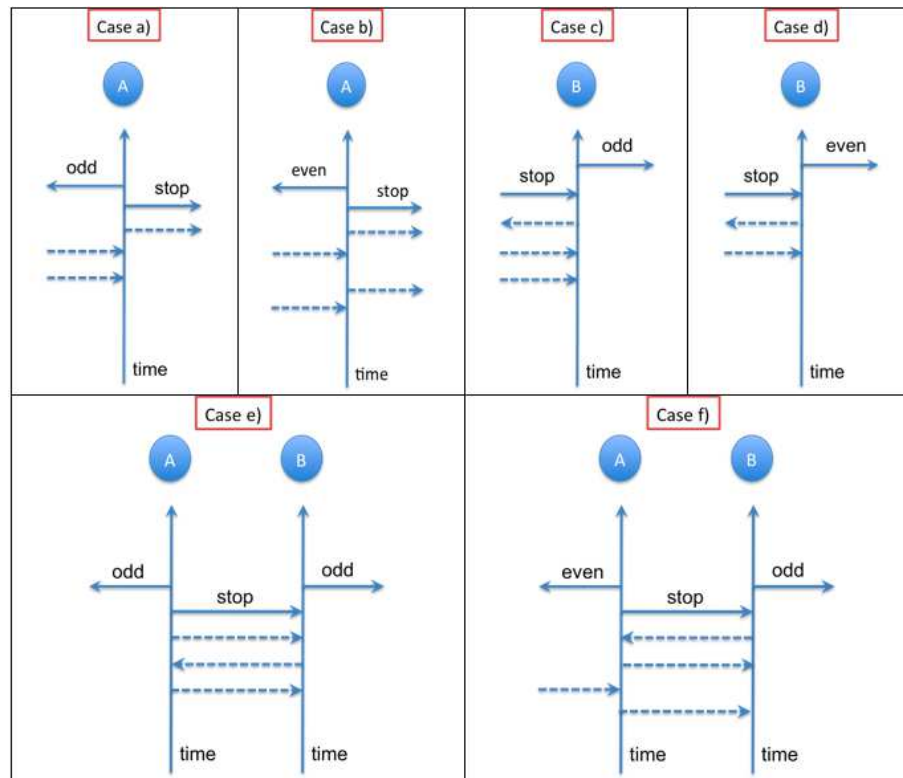 Case a)
A
odd
stop
time
Case b)
A
even
stop
time
Case c)
B
odd
stop
time
Case d)
B
even
stop
time
Case e)
A B
odd odd
stop
time time
Case f)
A B
even odd
stop
time time